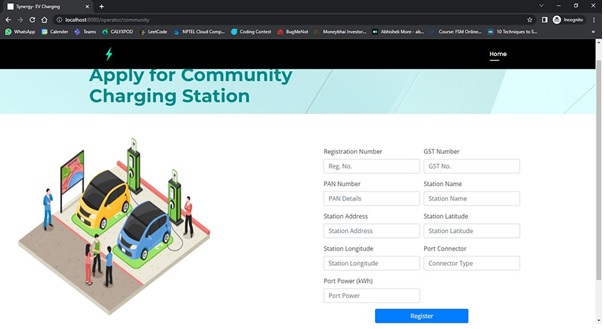 Synergy- EV Charging
localhost:8080/operator/community
Incognito
WhatsApp
Calender
Teams
CALEYXPOD
LeetCode
NPTEL Cloud Comp...
Coding Contest
BugMeNot
Moneybhai Investor...
Abhishek More - ab...
Course: FSM Online...
10 Techniques to S...
Home
Apply for Community
Charging Station
Registration Number
GST Number
Reg. No.
GST No.
PAN Number
Station Name
PAN Details
Station Name
Station Address
Station Latitude
Station Address
Station Latitude
Station Longitude
Port Connector
Station Longitude
Connector Type
Port Power (kWh)
Port Power
Register